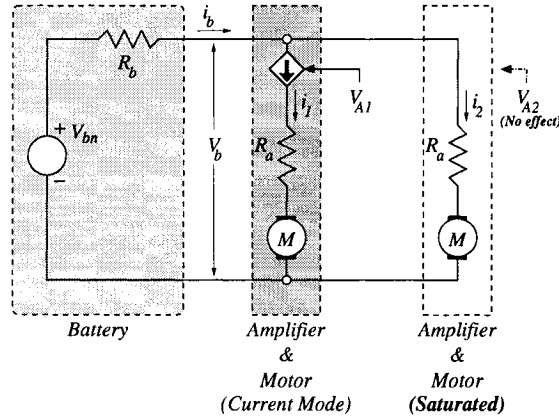 i_b
R_b
V_bn
+
−
V_b
i_1
V_A1
R_a
M
i_2
V_A2
(No effect)
R_a
M
Battery
Amplifier
&
Motor
(Current Mode)
Amplifier
&
Motor
(Saturated)